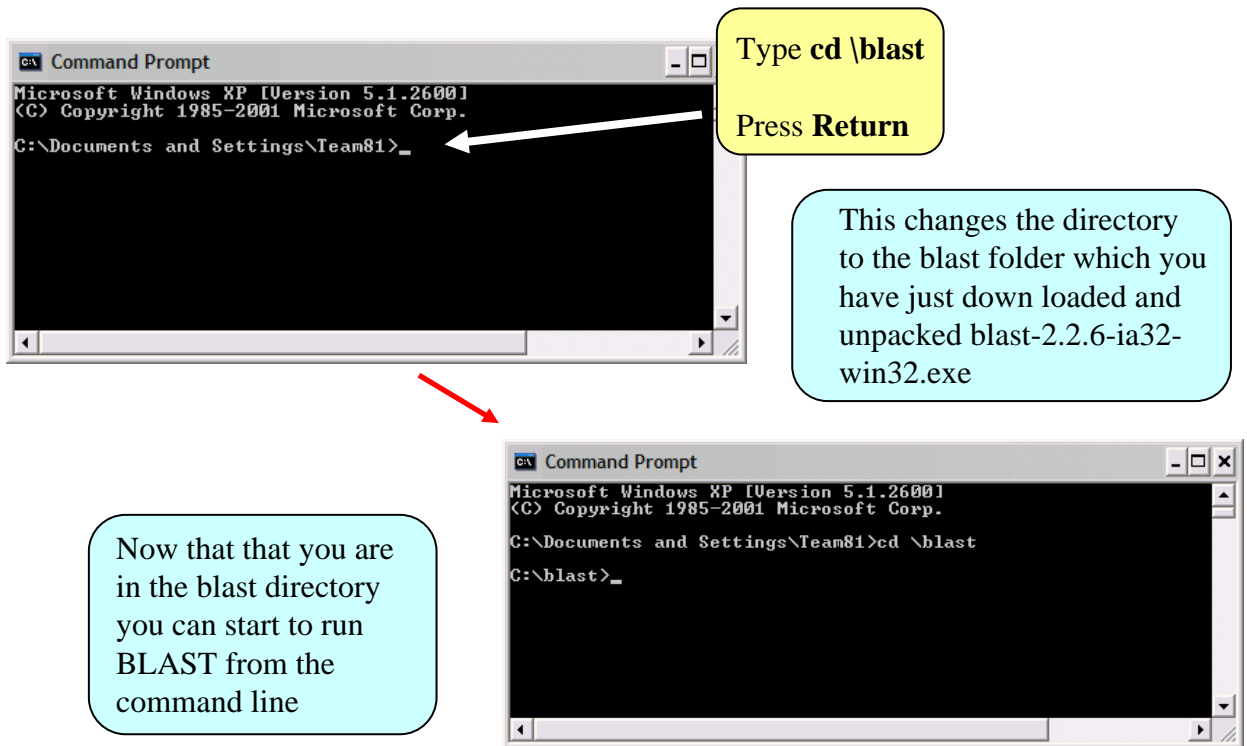 Command Prompt
Microsoft Windows XP [Version 5.1.2600]
(C) Copyright 1985-2001 Microsoft Corp.
C:\Documents and Settings\Team81>_
Type cd \blast
Press Return
This changes the directory
to the blast folder which you
have just down loaded and
unpacked blast-2.2.6-ia32-
win32.exe
Command Prompt
Microsoft Windows XP [Version 5.1.2600]
(C) Copyright 1985-2001 Microsoft Corp.
C:\Documents and Settings\Team81>cd \blast
C:\blast>_
Now that that you are
in the blast directory
you can start to run
BLAST from the
command line